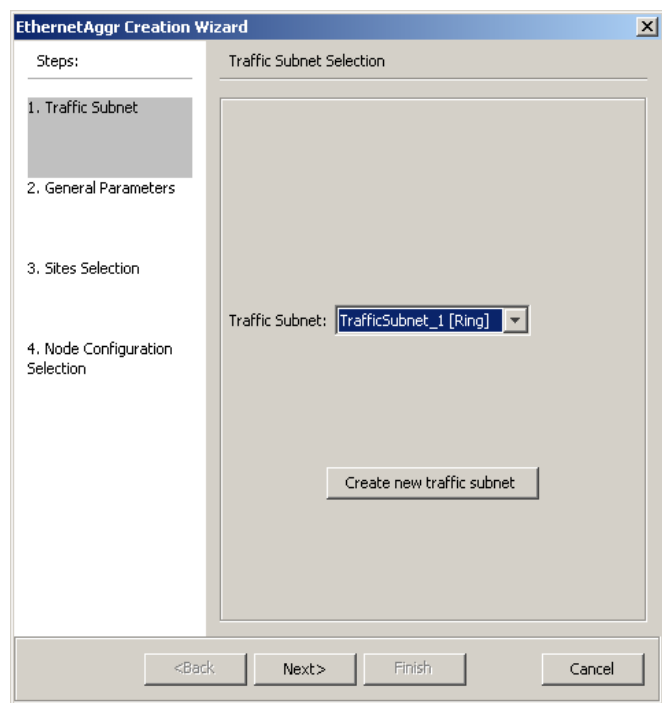 EthernetAggr Creation Wizard
Steps:
Traffic Subnet Selection
1. Traffic Subnet
2. General Parameters
3. Sites Selection
4. Node Configuration
Selection
Traffic Subnet: TrafficSubnet_1 [Ring]
Create new traffic subnet
<Back Next> Finish Cancel